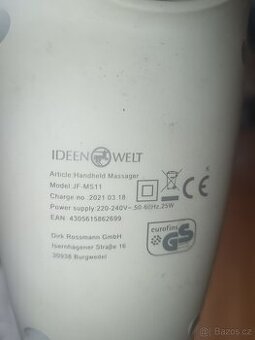 IDEEN WELT
Article:Handheld Massager
Model JF-MS11
Charge no :2021.03.18
Power supply 220-240V~ 50-60Hz,25W
EAN: 4305615862699
Dirk Rossmann GmbH
Isernhägener Straße 16
30938 Burgwedel
CE
eurofins
GS
Bazoš.cz